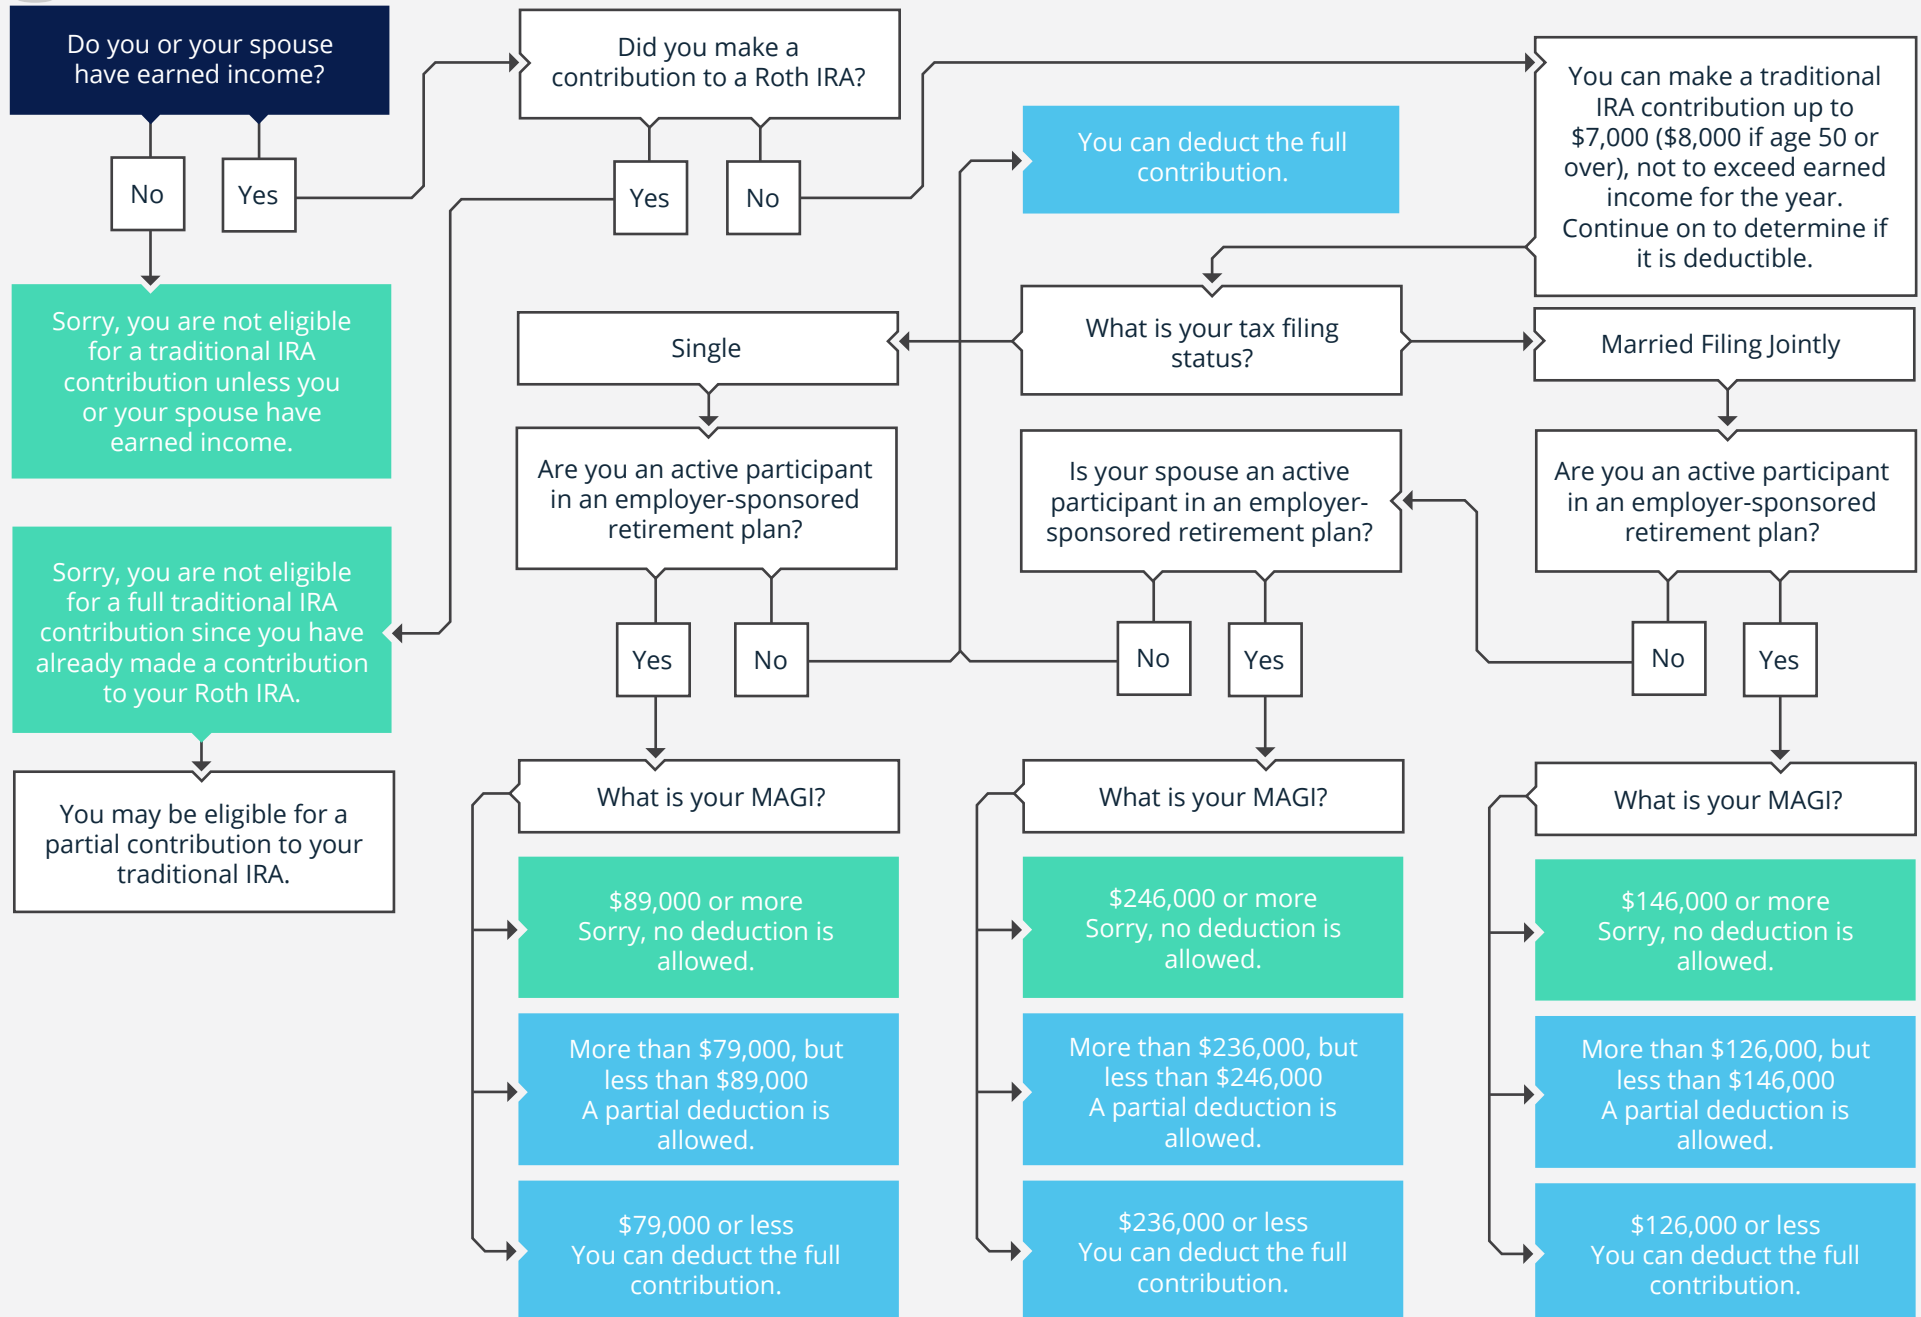 Do you or your spouse
have earned income?
No
Yes
Sorry, you are not eligible
for a traditional IRA
contribution unless you
or your spouse have
earned income.
Did you make a
contribution to a Roth IRA?
Yes
No
Sorry, you are not eligible
for a full traditional IRA
contribution since you have
already made a contribution
to your Roth IRA.
You may be eligible for a
partial contribution to your
traditional IRA.
You can make a traditional
IRA contribution up to
$7,000 ($8,000 if age 50 or
over), not to exceed earned
income for the year.
Continue on to determine if
it is deductible.
You can deduct the full
contribution.
What is your tax filing
status?
Single
Married Filing Jointly
Are you an active participant
in an employer-sponsored
retirement plan?
Yes
No
Is your spouse an active
participant in an employer-
sponsored retirement plan?
No
Yes
Are you an active participant
in an employer-sponsored
retirement plan?
No
Yes
What is your MAGI?
$89,000 or more
Sorry, no deduction is
allowed.
More than $79,000, but
less than $89,000
A partial deduction is
allowed.
$79,000 or less
You can deduct the full
contribution.
What is your MAGI?
$246,000 or more
Sorry, no deduction is
allowed.
More than $236,000, but
less than $246,000
A partial deduction is
allowed.
$236,000 or less
You can deduct the full
contribution.
What is your MAGI?
$146,000 or more
Sorry, no deduction is
allowed.
More than $126,000, but
less than $146,000
A partial deduction is
allowed.
$126,000 or less
You can deduct the full
contribution.